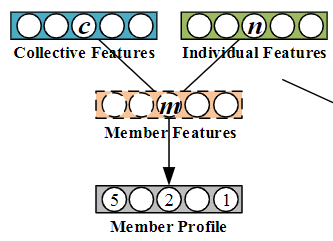 c n
Collective Features Individual Features
m
Member Features
5 2 1
Member Profile